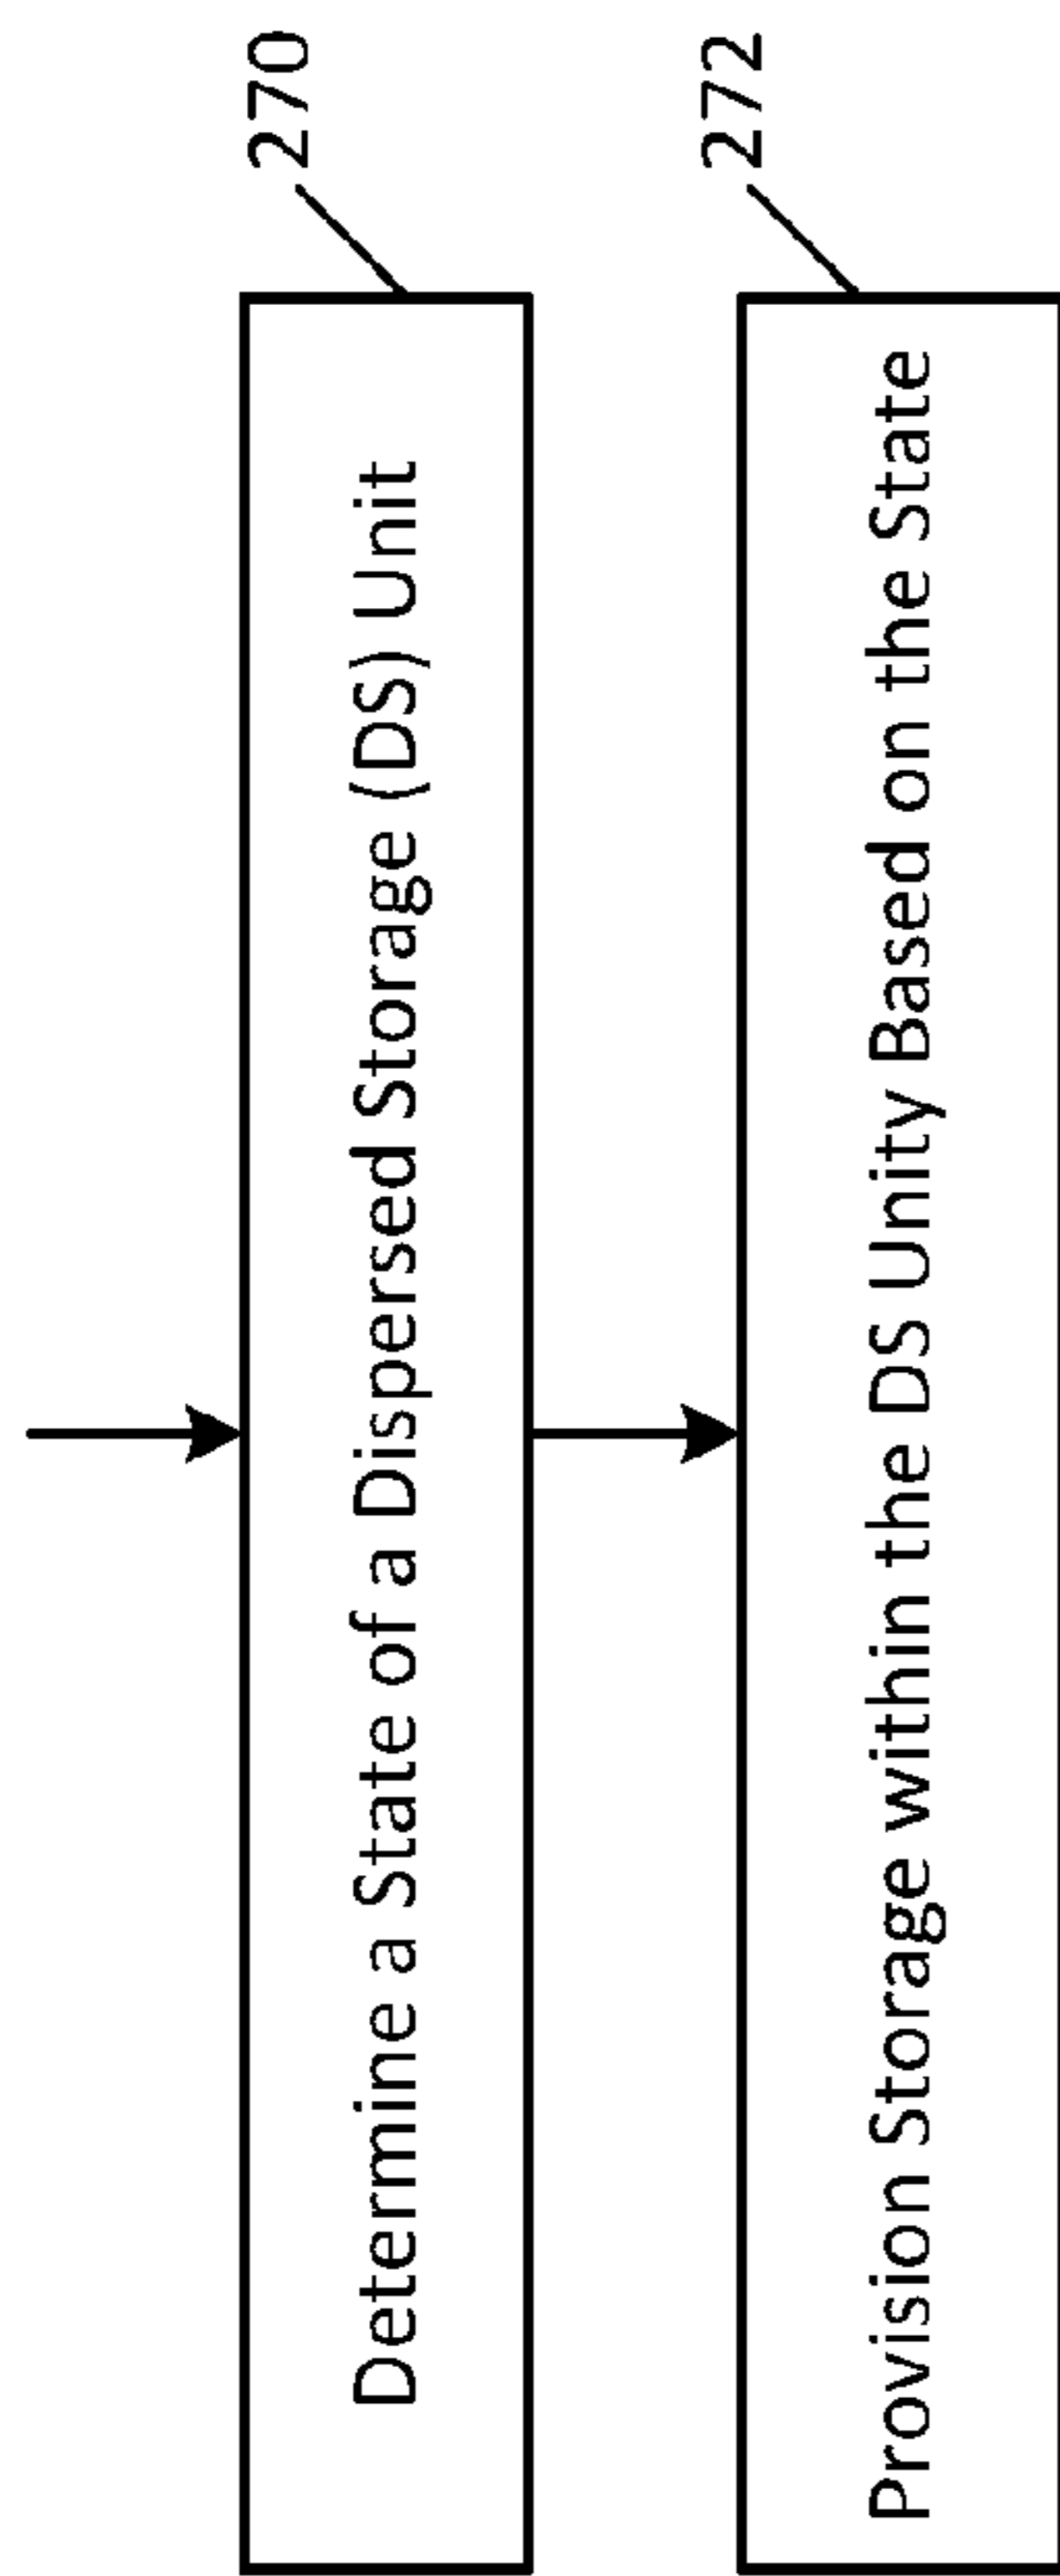 270
Determine a State of a Dispersed Storage (DS) Unit
272
Provision Storage within the DS Unity Based on the State